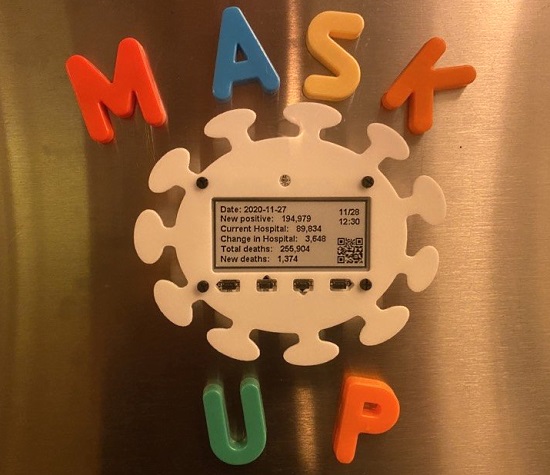 MASK
Date: 2020-11-27
New positive: 194,979
Current Hospital: 89,834
Change in Hospital: 3,648
Total deaths: 255,904
New deaths: 1,374
11/28
12:30
UP